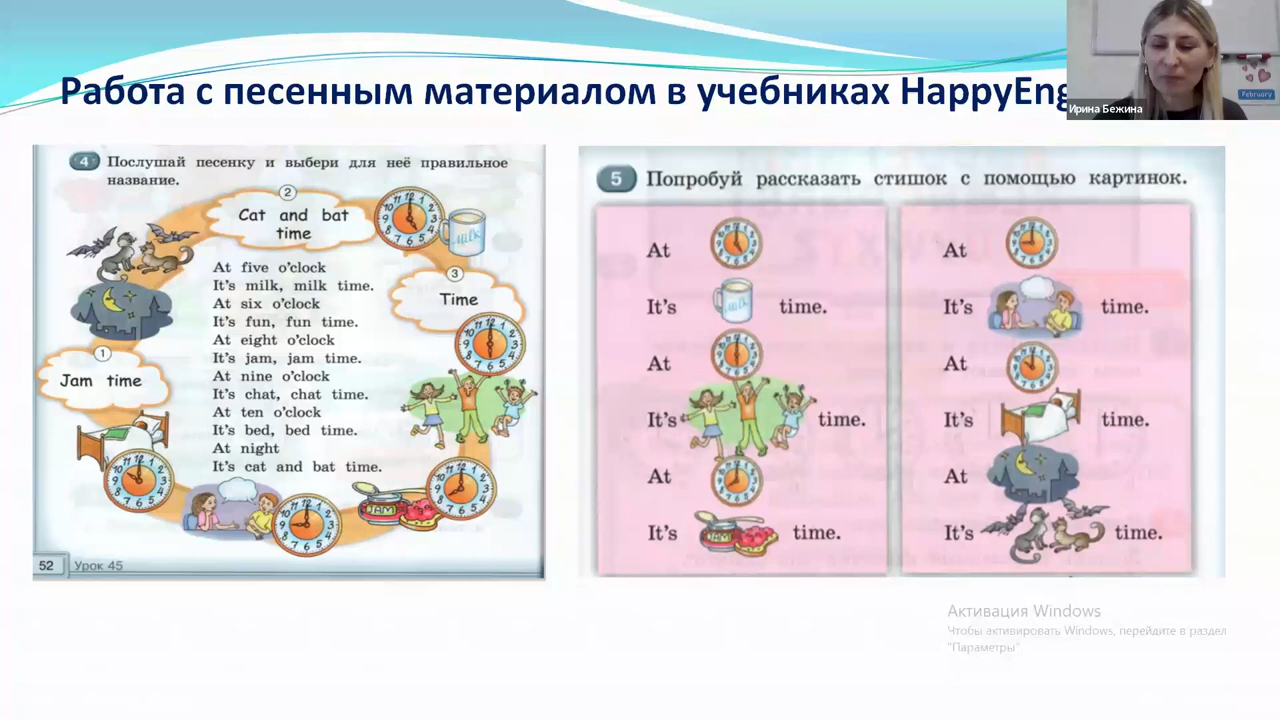 Работа с песенным материалом в учебниках HappyEng
Ирина Бежина
February
4 Послушай песенку и выбери для неё правильное
название.
2
Cat and bat
time
MILK
3
Time
1
Jam time
At five o'clock
It's milk, milk time.
At six o'clock
It's fun, fun time.
At eight o'clock
It's jam, jam time.
At nine o'clock
It's chat, chat time.
At ten o'clock
It's bed, bed time.
At night
It's cat and bat time.
JAM
52 Урок 45
5 Попробуй рассказать стишок с помощью картинок.
At
It's MILK time.
At
It's time.
At
It's JAM time.
At
It's time.
At
It's time.
At
It's time.
Активация Windows
Чтобы активировать Windows, перейдите в раздел
"Параметры"